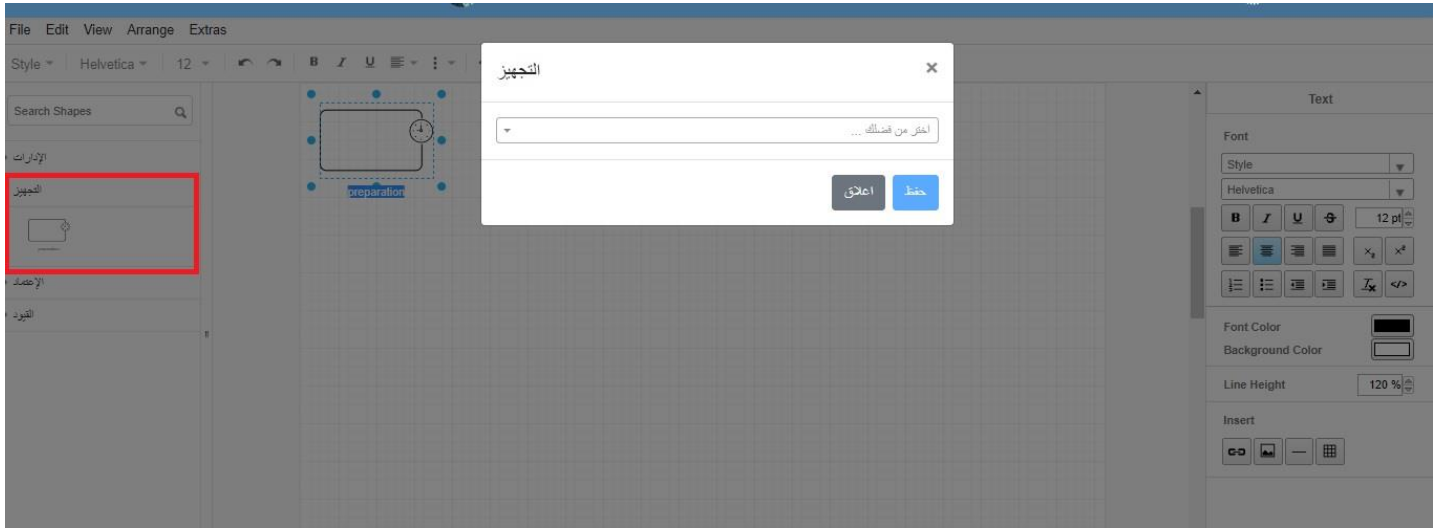 File Edit View Arrange Extras
Style Helvetica 12 B I U
التجهيز ×
Search Shapes
اختر من فضلك ...
الإدارات
التجهيز
preparation
حفظ اغلاق
الإعتماد
القيود
Text
Font
Style
Helvetica
B I U S 12 pt
Font Color
Background Color
Line Height 120 %
Insert